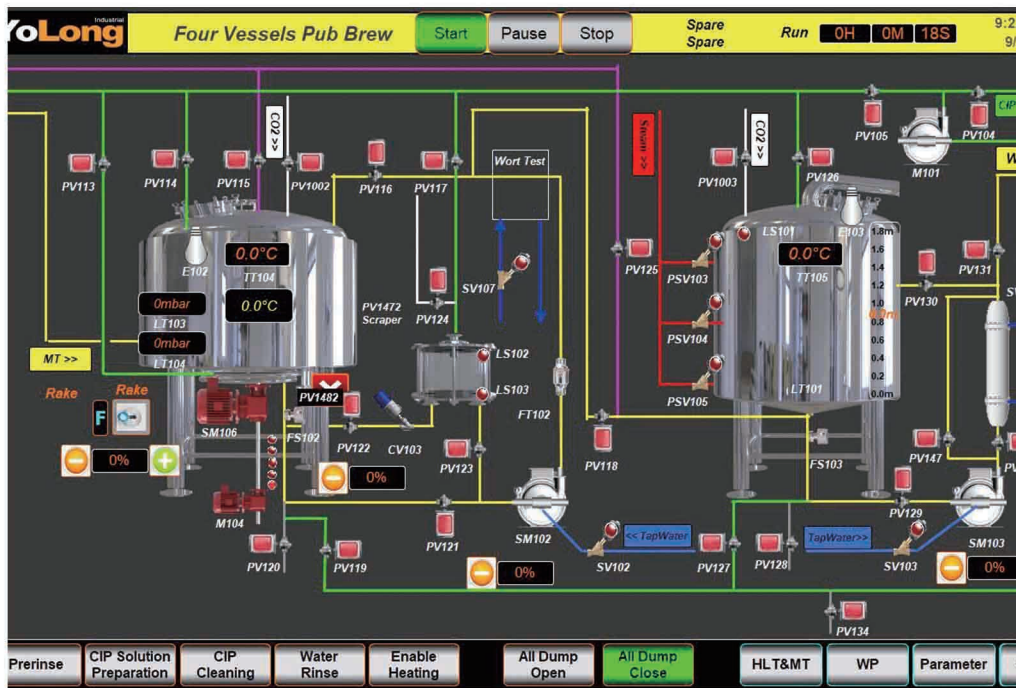 YoLong
Industrial
Four Vessels Pub Brew
Start
Pause
Stop
Spare
Spare
Run
0H
0M
18S
9:2
9/
PV113
PV114
PV115
CO2 >>
PV1002
PV116
PV117
Wort Test
Steam >>
PV1003
CO2 >>
PV126
PV105
PV104
CIP
M101
W
E102
0.0°C
TT104
0.0°C
0mbar
LT103
0mbar
LT104
PV1472
Scraper
PV124
SV107
PV125
LS101
E103
0.0°C
TT105
1.8m
1.6
1.4
1.2
1.0
0.8
0.6
0.4
0.2
0.0m
0.0m
PSV103
PSV104
PSV105
LT101
PV130
PV131
MT >>
Rake
Rake
F
0%
SM106
M104
PV1482
FS102
PV122
0%
CV103
LS102
LS103
PV123
FT102
PV118
FS103
PV147
PV129
PV121
SM102
PV120
PV119
0%
SV102
<< TapWater
PV127
PV128
TapWater>>
SV103
SM103
0%
PV134
Prerinse
CIP Solution
Preparation
CIP
Cleaning
Water
Rinse
Enable
Heating
All Dump
Open
All Dump
Close
HLT&MT
WP
Parameter